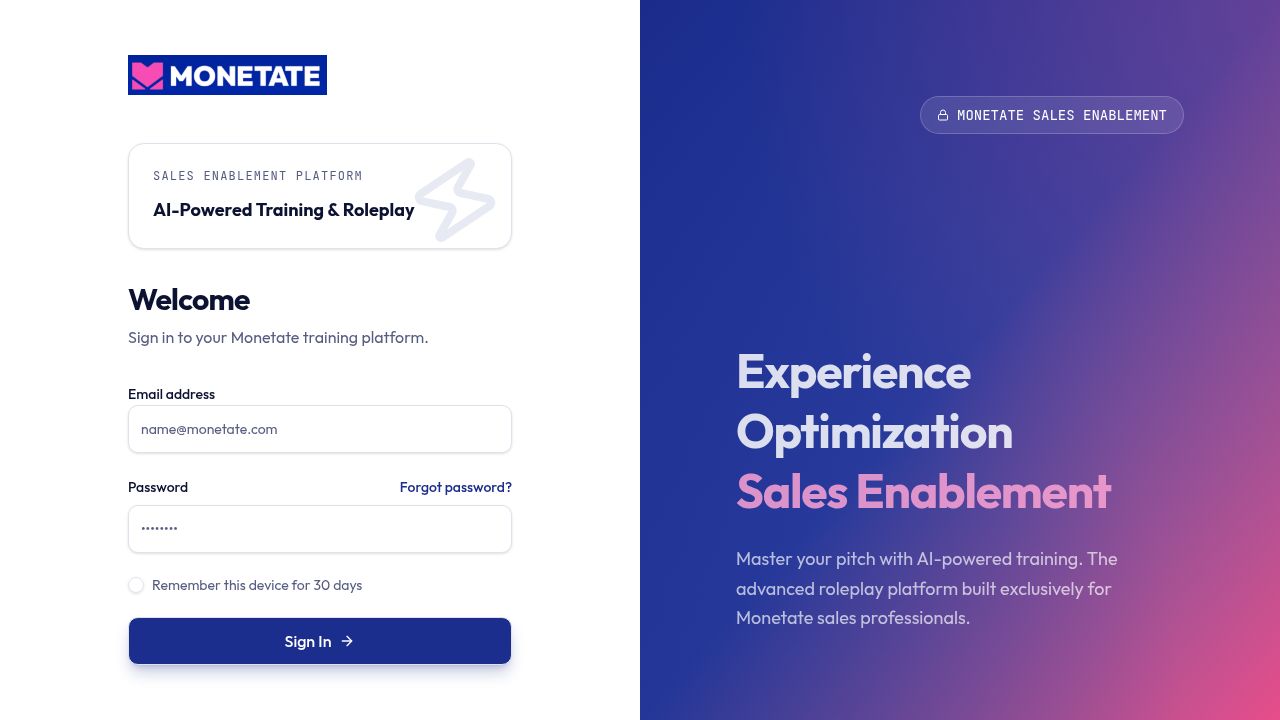 MONETATE
SALES ENABLEMENT PLATFORM
AI-Powered Training & Roleplay
Welcome
Sign in to your Monetate training platform.
Email address
name@monetate.com
Password
Forgot password?
••••••••
Remember this device for 30 days
Sign In →
MONETATE SALES ENABLEMENT
Experience
Optimization
Sales Enablement
Master your pitch with AI-powered training. The
advanced roleplay platform built exclusively for
Monetate sales professionals.